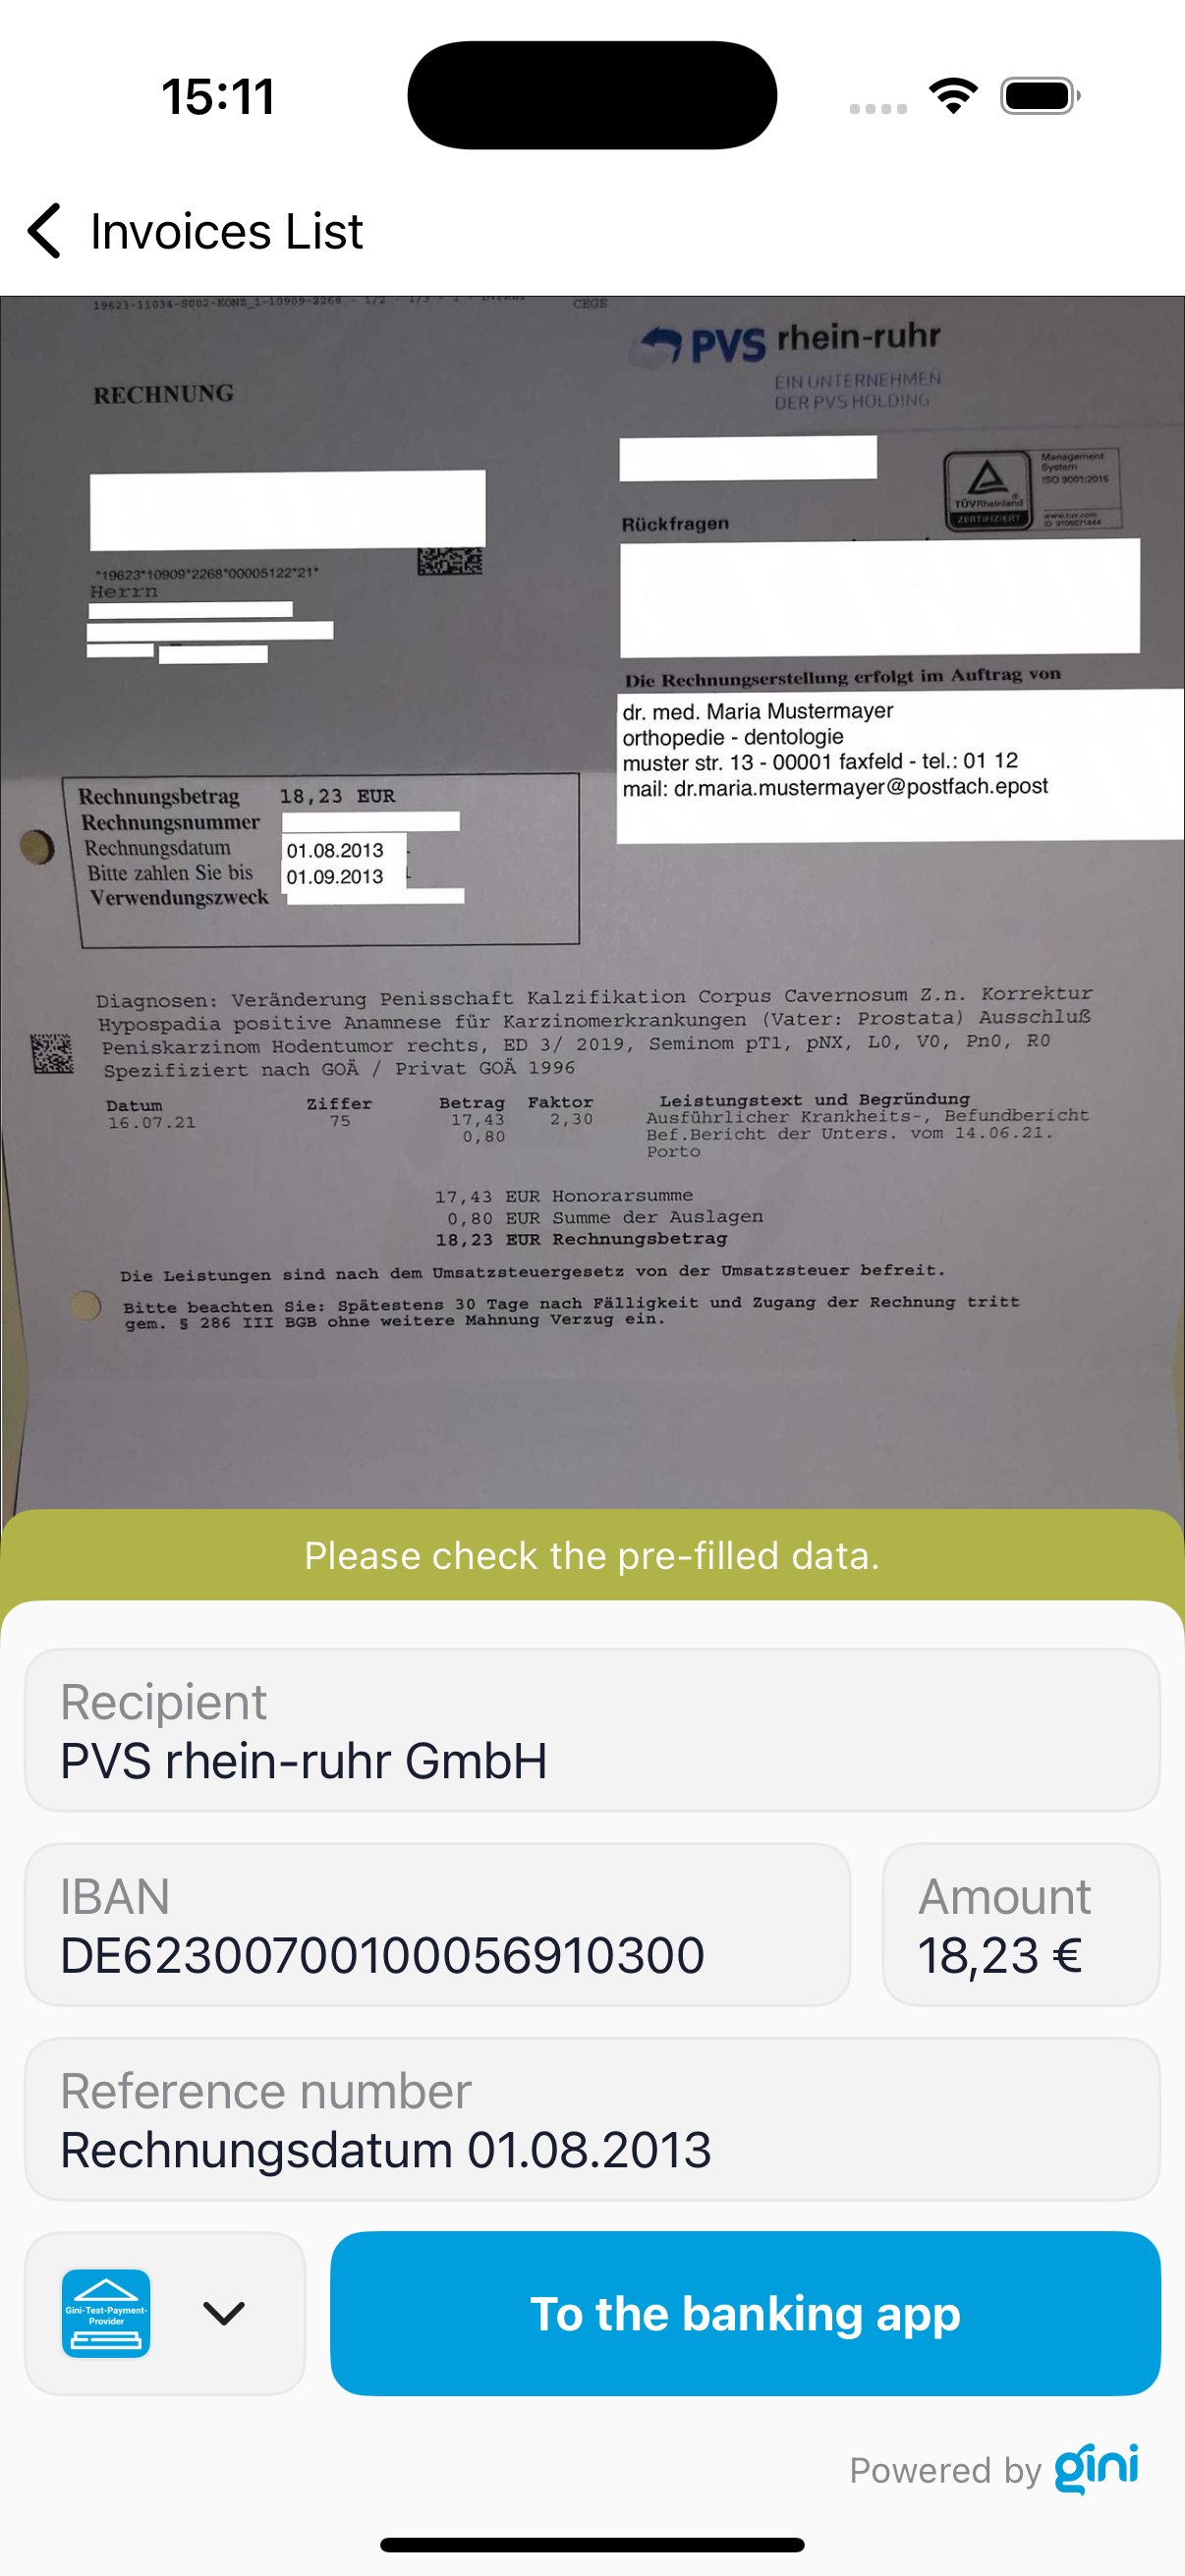 15:11
Invoices List
19623-11034-S002-KONZ_1-10909-2268 - 1/2 - 1/3 - 1 -
CEGE
PVS rhein-ruhr
EIN UNTERNEHMEN
DER PVS HOLDING
RECHNUNG
Management
System
ISO 9001:2015
TÜVRheinland
ZERTIFIZIERT
www.tuv.com
ID 9105071444
Rückfragen
*19623*10909*2268*00005122*21*
Herrn
Die Rechnungserstellung erfolgt im Auftrag von
dr. med. Maria Mustermayer
orthopedie - dentologie
muster str. 13 - 00001 faxfeld - tel.: 01 12
mail: dr.maria.mustermayer@postfach.epost
Rechnungsbetrag 18,23 EUR
Rechnungsnummer
Rechnungsdatum 01.08.2013
Bitte zahlen Sie bis 01.09.2013
Verwendungszweck
Diagnosen: Veränderung Penisschaft Kalzifikation Corpus Cavernosum Z.n. Korrektur
Hypospadia positive Anamnese für Karzinomerkrankungen (Vater: Prostata) Ausschluß
Peniskarzinom Hodentumor rechts, ED 3/ 2019, Seminom pT1, pNX, L0, V0, Pn0, R0
Spezifiziert nach GOÄ / Privat GOÄ 1996
Datum Ziffer Betrag Faktor Leistungstext und Begründung
16.07.21 75 17,43 2,30 Ausführlicher Krankheits-, Befundbericht
0,80 Bef.Bericht der Unters. vom 14.06.21.
Porto
17,43 EUR Honorarsumme
0,80 EUR Summe der Auslagen
18,23 EUR Rechnungsbetrag
Die Leistungen sind nach dem Umsatzsteuergesetz von der Umsatzsteuer befreit.
Bitte beachten Sie: Spätestens 30 Tage nach Fälligkeit und Zugang der Rechnung tritt
gem. § 286 III BGB ohne weitere Mahnung Verzug ein.
Please check the pre-filled data.
Recipient
PVS rhein-ruhr GmbH
IBAN
DE62300700100056910300
Amount
18,23 €
Reference number
Rechnungsdatum 01.08.2013
Gini-Test-Payment-
Provider
To the banking app
Powered by gini